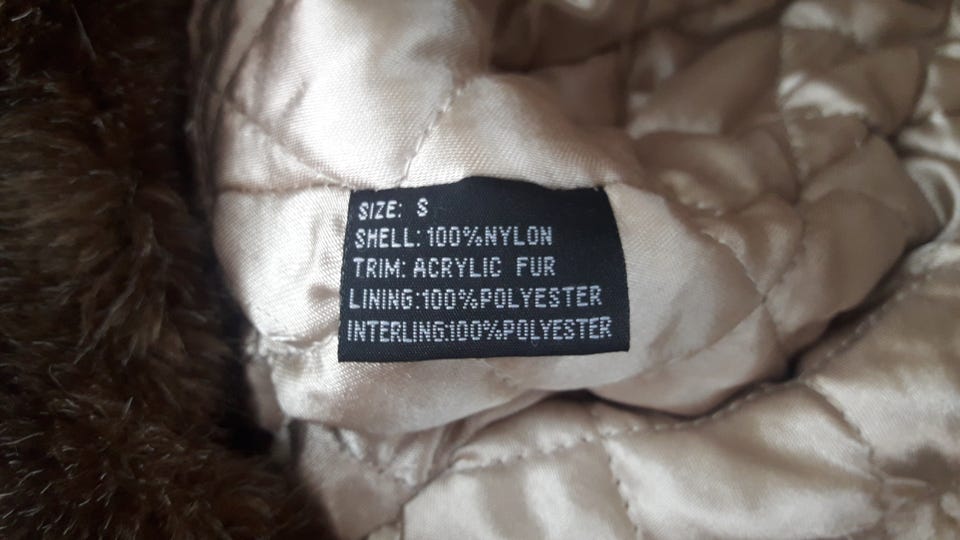 SIZE: S
SHELL:100%NYLON
TRIM: ACRYLIC FUR
LINING:100%POLYESTER
INTERLING:100%POLYESTER